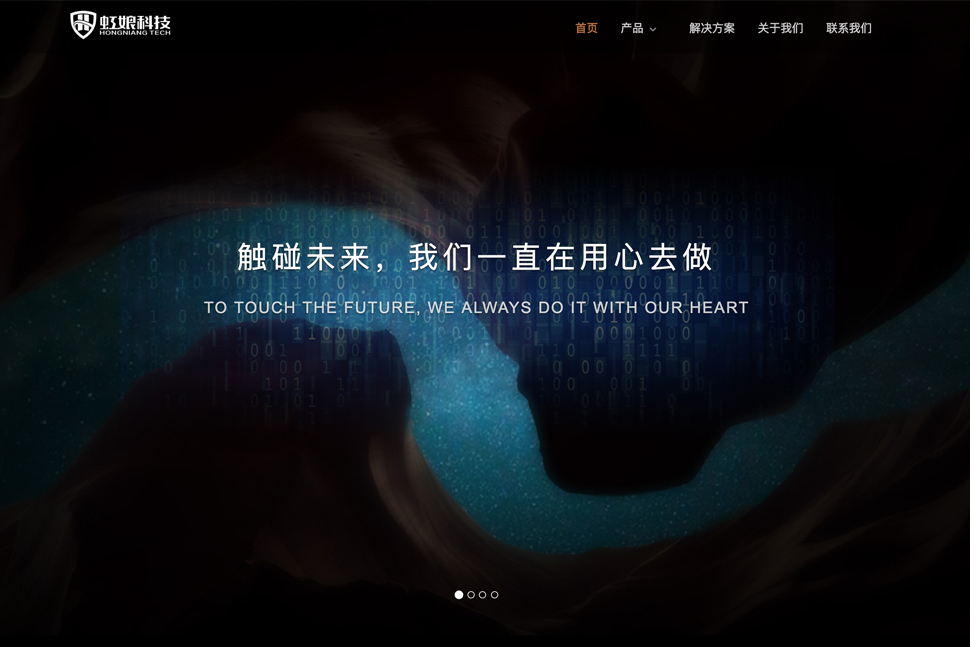 虹娘科技
HONGNIANG TECH
首页 产品 解决方案 关于我们 联系我们
触碰未来，我们一直在用心去做
TO TOUCH THE FUTURE, WE ALWAYS DO IT WITH OUR HEART